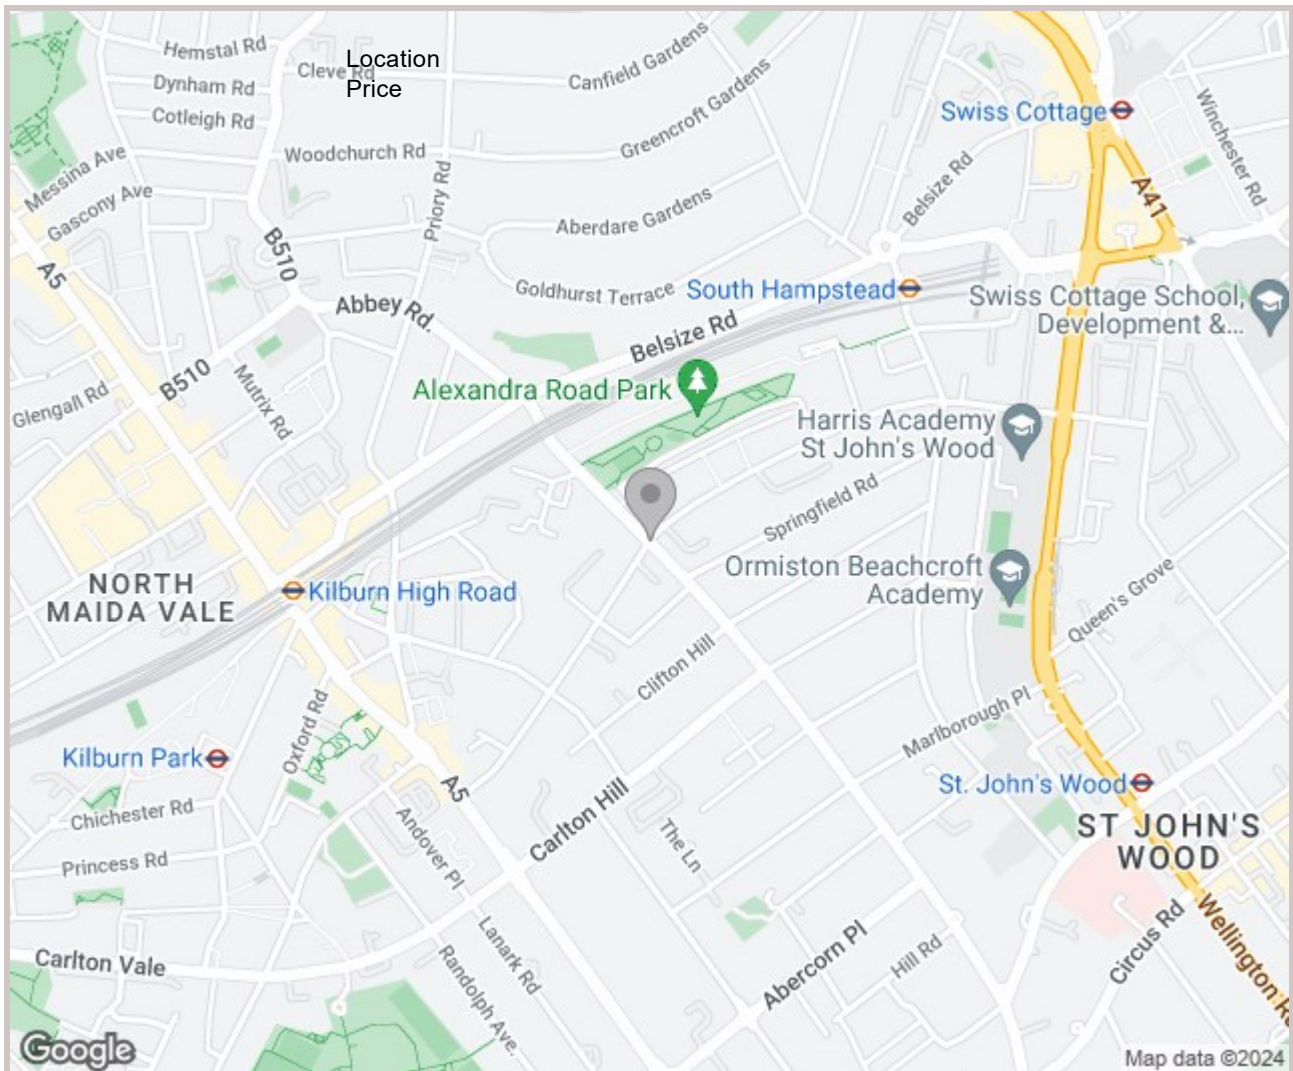 Location
Price
Hemstal Rd
Cleve Rd
Canfield Gardens
Dynham Rd
Cotleigh Rd
Greencroft Gardens
Swiss Cottage
Winchester Rd
Messina Ave
Woodchurch Rd
Priory Rd
Belsize Rd
A41
Gascony Ave
Aberdare Gardens
B510
A5
Goldhurst Terrace
South Hampstead
Swiss Cottage School,
Development &...
Abbey Rd.
Belsize Rd
B510
Mutrix Rd
Glengall Rd
Alexandra Road Park
Harris Academy
St John's Wood
Springfield Rd
Ormiston Beachcroft
Academy
NORTH
MAIDA VALE
Kilburn High Road
Queen's Grove
Clifton Hill
Marlborough Pl
Oxford Rd
Kilburn Park
A5
St. John's Wood
Chichester Rd
Andover Pl
Carlton Hill
The Ln
ST JOHN'S
WOOD
Princess Rd
Wellington R
Circus Rd
Carlton Vale
Lanark Rd
Randolph Ave.
Abercorn Pl
Hill Rd
Google
Map data ©2024